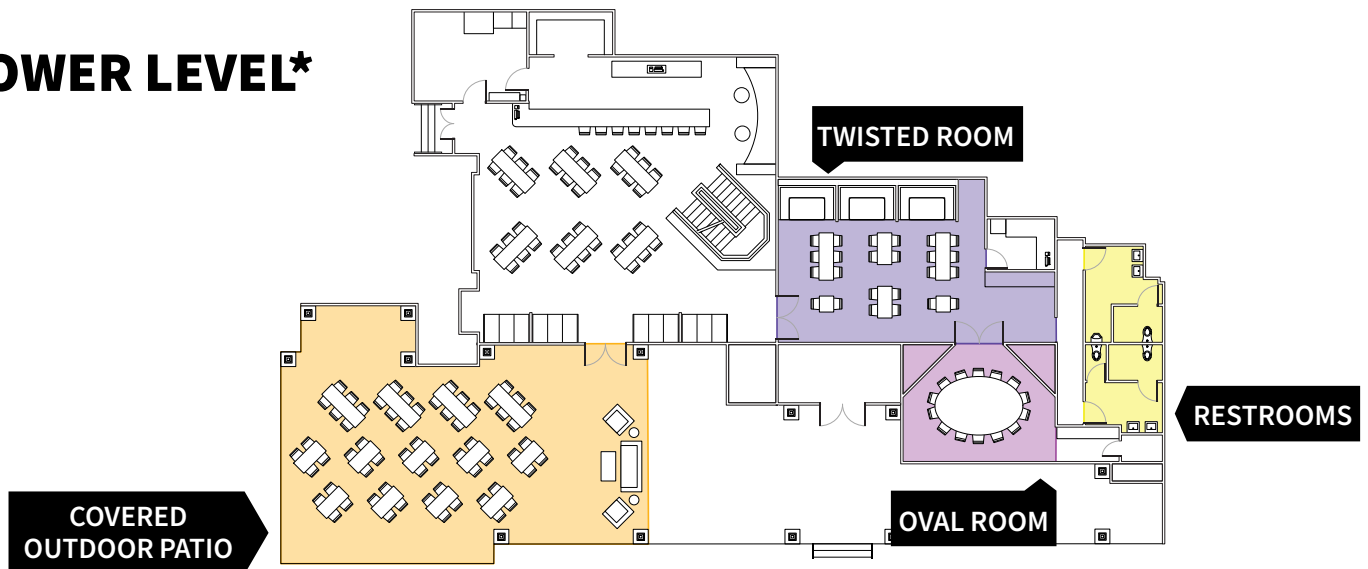 OWER LEVEL*
TWISTED ROOM
RESTROOMS
OVAL ROOM
COVERED
OUTDOOR PATIO